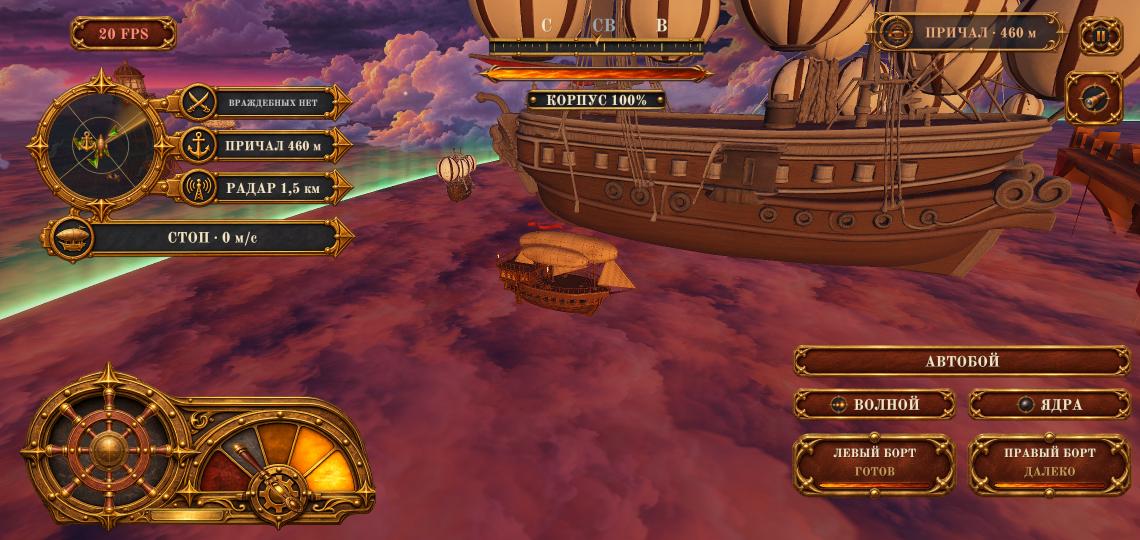 20 FPS
С СВ В
ПРИЧАЛ · 460 м
КОРПУС 100%
ВРАЖДЕБНЫХ НЕТ
ПРИЧАЛ 460 м
РАДАР 1,5 км
СТОП · 0 м/с
АВТОБОЙ
ВОЛНОЙ
ЯДРА
ЛЕВЫЙ БОРТ
ГОТОВ
ПРАВЫЙ БОРТ
ДАЛЕКО